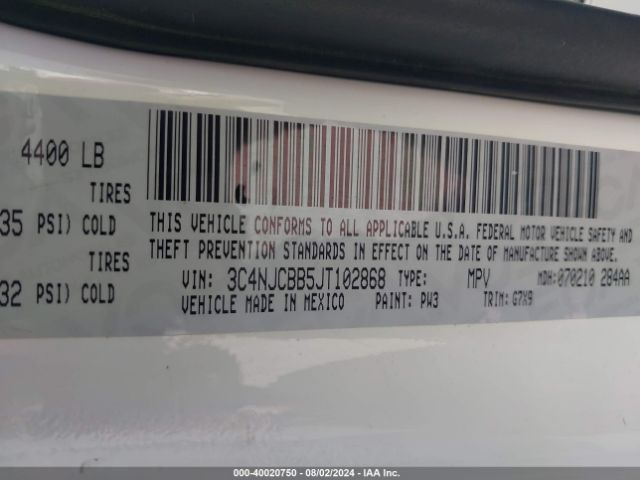 4400 LB
TIRES
35 PSI) COLD
TIRES
32 PSI) COLD
THIS VEHICLE CONFORMS TO ALL APPLICABLE U.S.A. FEDERAL MOTOR VEHICLE SAFETY AND
THEFT PREVENTION STANDARDS IN EFFECT ON THE DATE OF MANUFACTURE SHOWN ABOVE.
VIN: 3C4NJCBB5JT102868 TYPE: MPV MDH:070210 284AA
VEHICLE MADE IN MEXICO PAINT: PW3 TRIM: G7X9
000-40020750 - 08/02/2024 - IAA Inc.